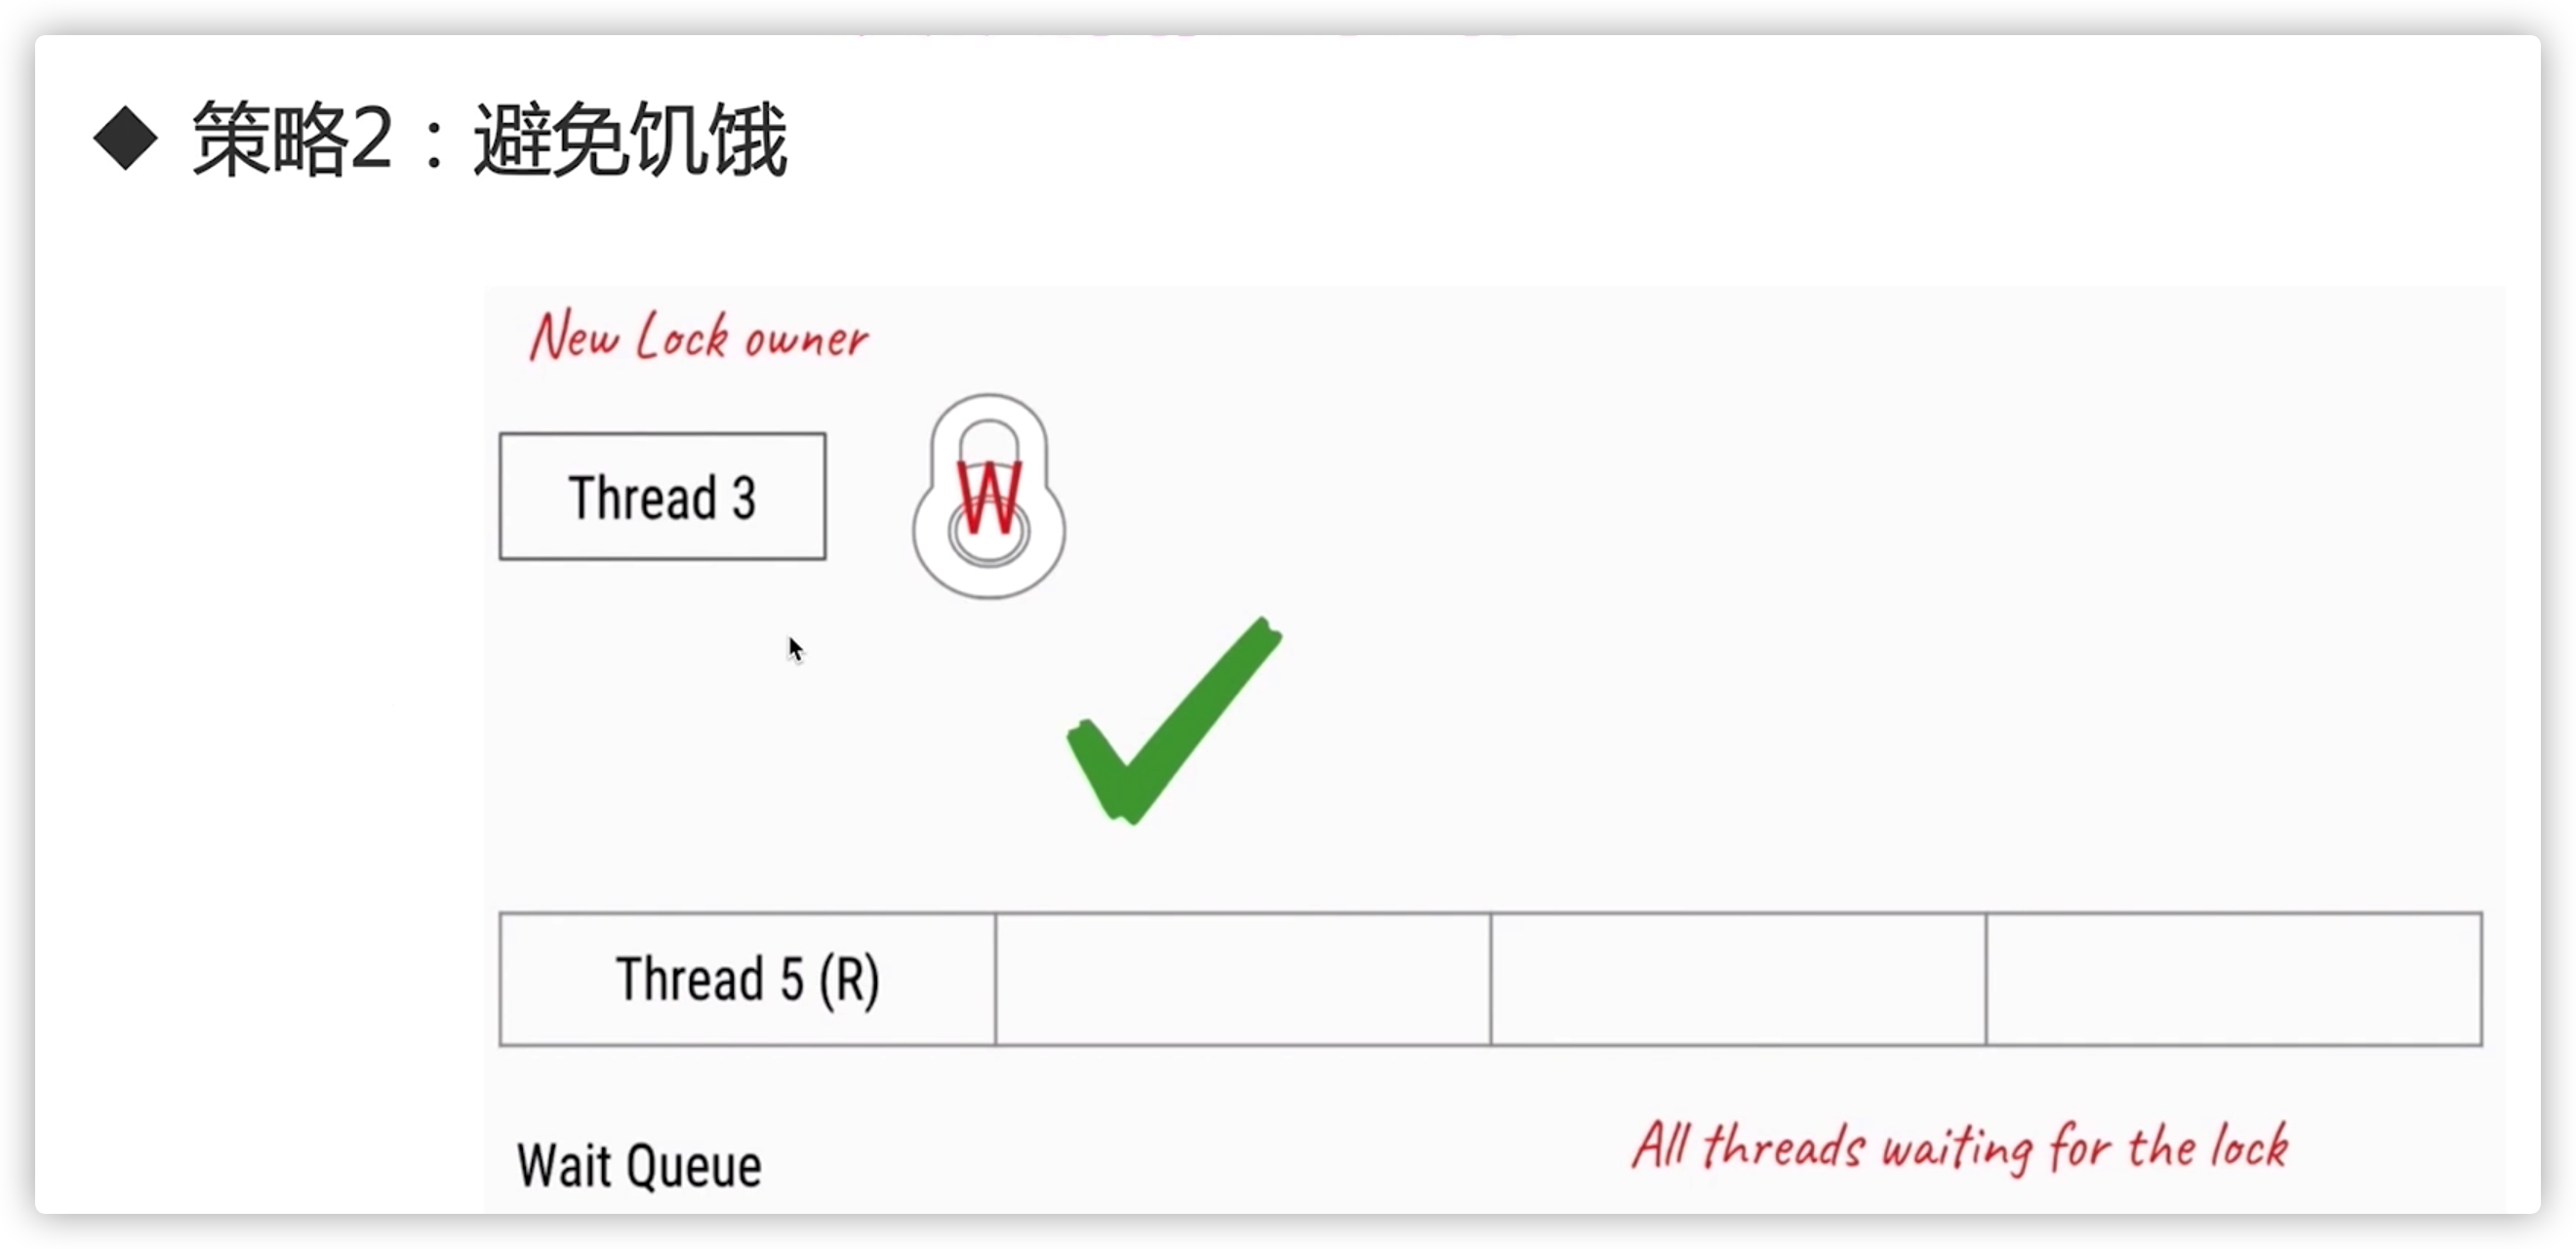 ◆ 策略2：避免饥饿
New Lock owner
Thread 3
W
Thread 5 (R)
Wait Queue
All threads waiting for the lock